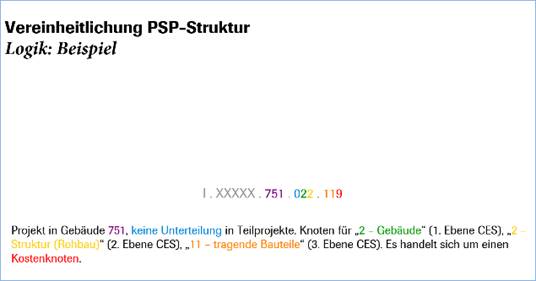 Vereinheitlichung PSP-Struktur
Logik: Beispiel
I . XXXXX . 751 . 022 . 119
Projekt in Gebäude 751, keine Unterteilung in Teilprojekte. Knoten für „2 - Gebäude“ (1. Ebene CES), „2 –
Struktur (Rohbau)“ (2. Ebene CES), „11 – tragende Bauteile“ (3. Ebene CES). Es handelt sich um einen
Kostenknoten.